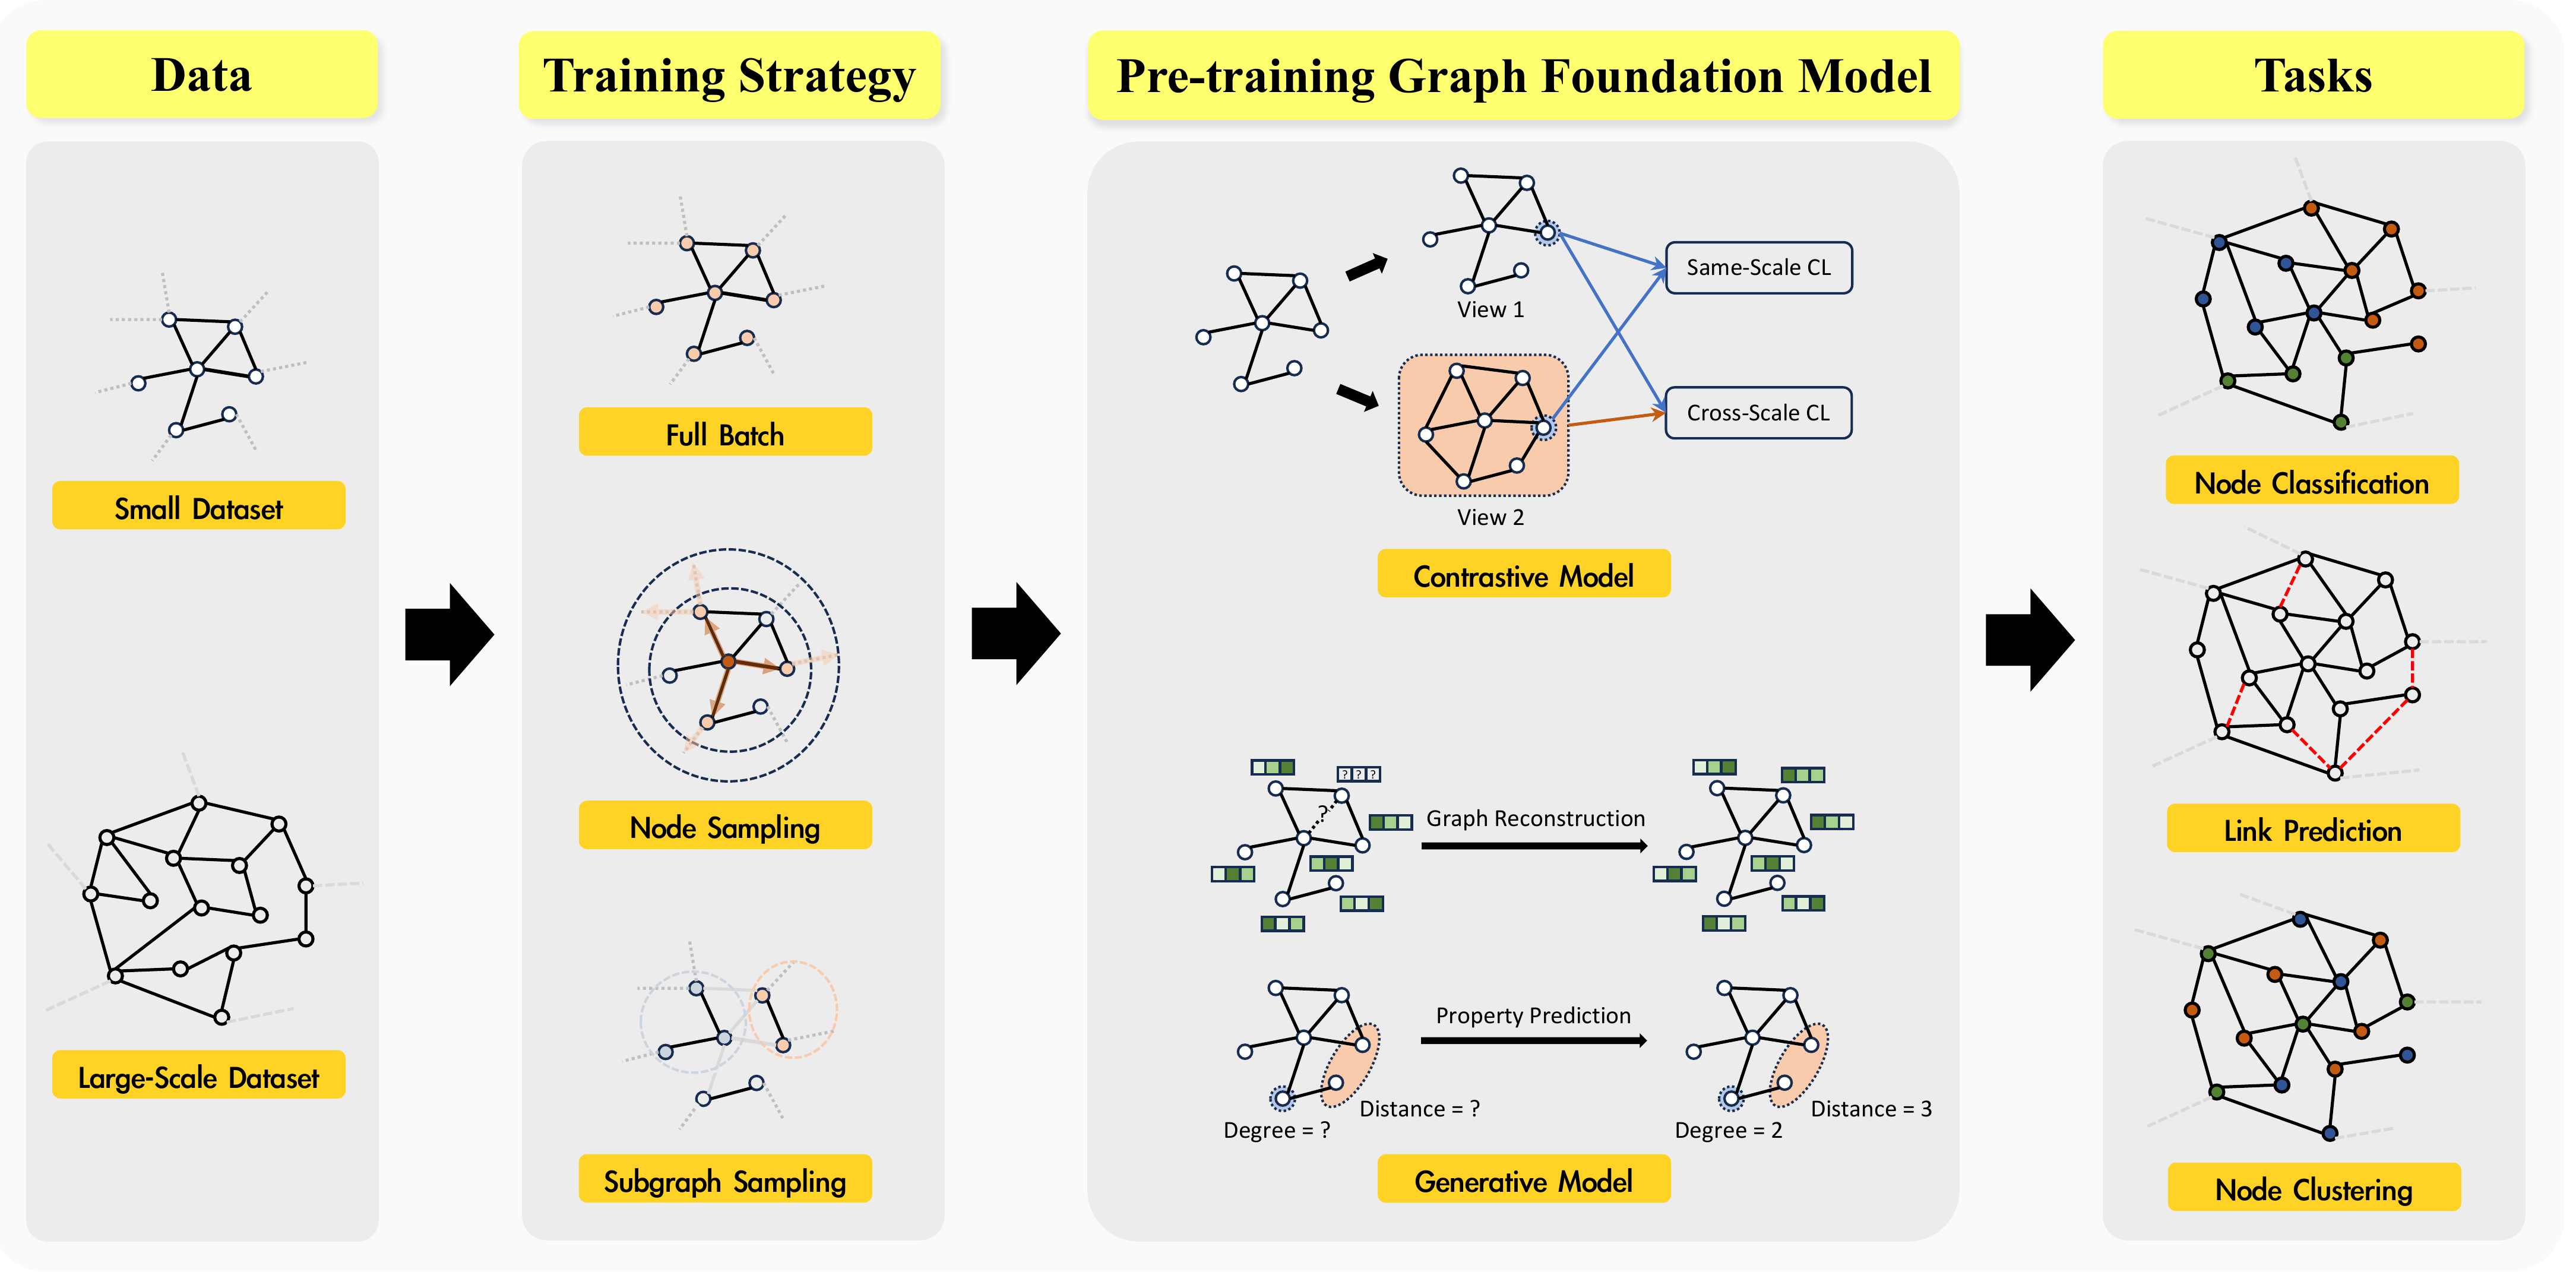 Data
Training Strategy
Pre-training Graph Foundation Model
Tasks
Small Dataset
Large-Scale Dataset
Full Batch
Node Sampling
Subgraph Sampling
View 1
View 2
Same-Scale CL
Cross-Scale CL
Contrastive Model
? ? ?
?
Graph Reconstruction
Property Prediction
Distance = ?
Degree = ?
Distance = 3
Degree = 2
Generative Model
Node Classification
Link Prediction
Node Clustering